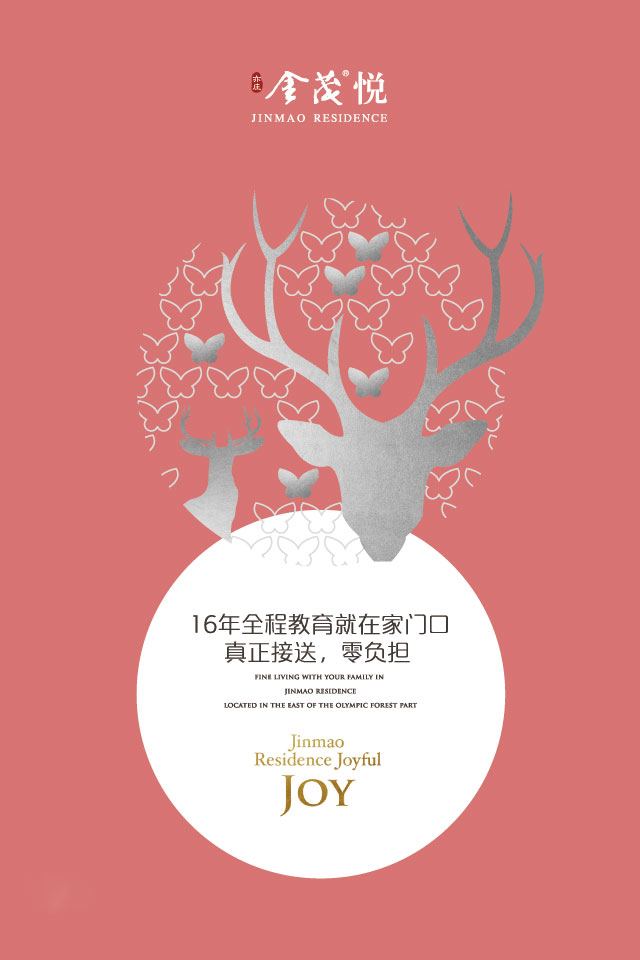 亦庄 金茂®悦
JINMAO RESIDENCE
16年全程教育就在家门口
真正接送，零负担
FINE LIVING WITH YOUR FAMILY IN
JINMAO RESIDENCE
LOCATED IN THE EAST OF THE OLYMPIC FOREST PART
Jinmao
Residence Joyful
JOY